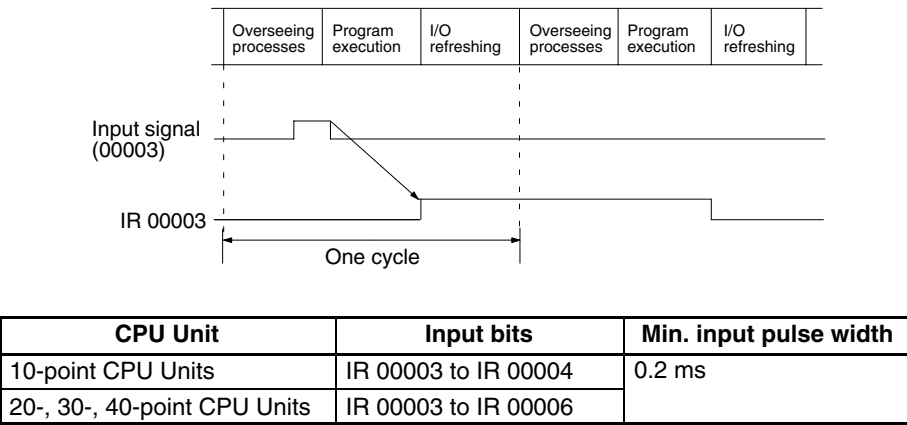 Overseeing processes Program execution I/O refreshing Overseeing processes Program execution I/O refreshing
Input signal
(00003)
IR 00003
One cycle
CPU Unit Input bits Min. input pulse width
10-point CPU Units IR 00003 to IR 00004 0.2 ms
20-, 30-, 40-point CPU Units IR 00003 to IR 00006